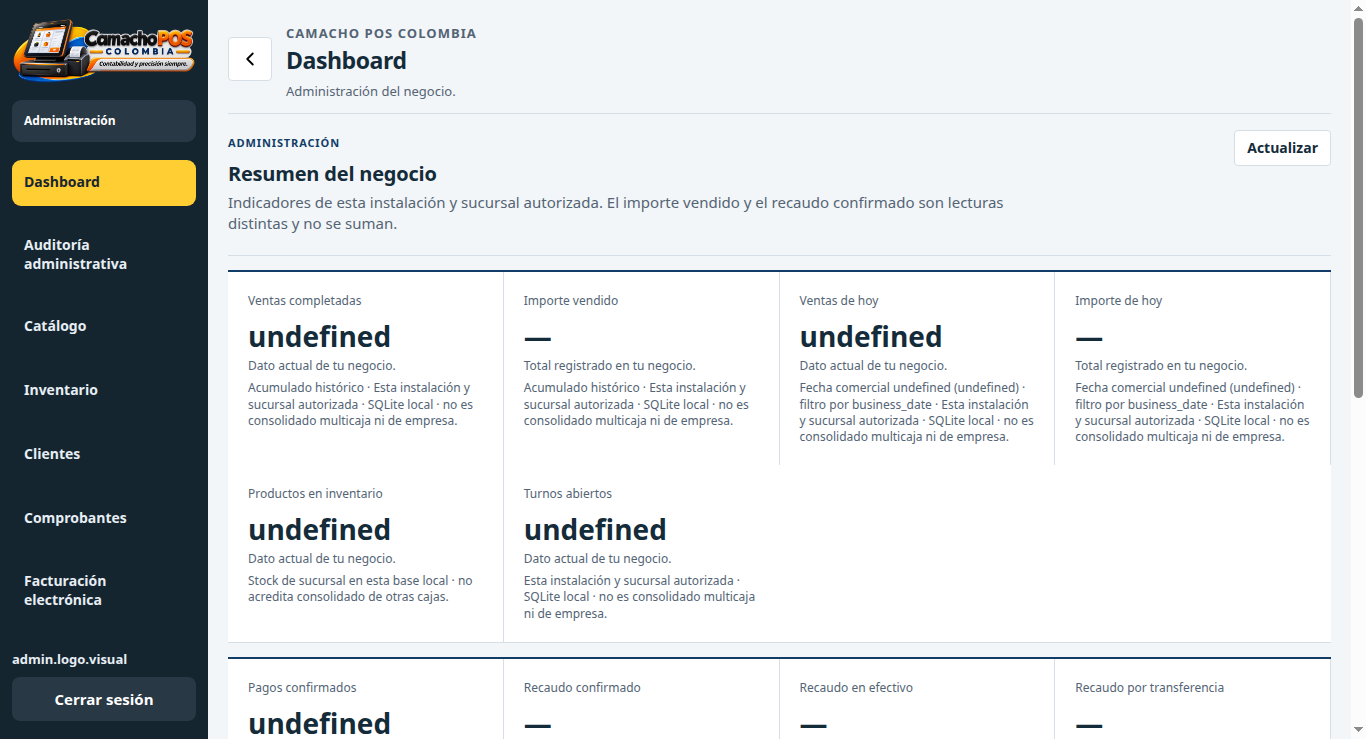 CamachoPOS
COLOMBIA
Contabilidad y precisión siempre.
Administración
Dashboard
Auditoría
administrativa
Catálogo
Inventario
Clientes
Comprobantes
Facturación
electrónica
admin.logo.visual
Cerrar sesión
CAMACHO POS COLOMBIA
Dashboard
Administración del negocio.
ADMINISTRACIÓN
Actualizar
Resumen del negocio
Indicadores de esta instalación y sucursal autorizada. El importe vendido y el recaudo confirmado son lecturas
distintas y no se suman.
Ventas completadas
undefined
Dato actual de tu negocio.
Acumulado histórico · Esta instalación y
sucursal autorizada · SQLite local · no es
consolidado multicaja ni de empresa.
Importe vendido
—
Total registrado en tu negocio.
Acumulado histórico · Esta instalación y
sucursal autorizada · SQLite local · no es
consolidado multicaja ni de empresa.
Ventas de hoy
undefined
Dato actual de tu negocio.
Fecha comercial undefined (undefined) ·
filtro por business_date · Esta instalación
y sucursal autorizada · SQLite local · no es
consolidado multicaja ni de empresa.
Importe de hoy
—
Total registrado en tu negocio.
Fecha comercial undefined (undefined) ·
filtro por business_date · Esta instalación
y sucursal autorizada · SQLite local · no es
consolidado multicaja ni de empresa.
Productos en inventario
undefined
Dato actual de tu negocio.
Stock de sucursal en esta base local · no
acredita consolidado de otras cajas.
Turnos abiertos
undefined
Dato actual de tu negocio.
Esta instalación y sucursal autorizada ·
SQLite local · no es consolidado multicaja
ni de empresa.
Pagos confirmados
undefined
Recaudo confirmado
—
Recaudo en efectivo
—
Recaudo por transferencia
—